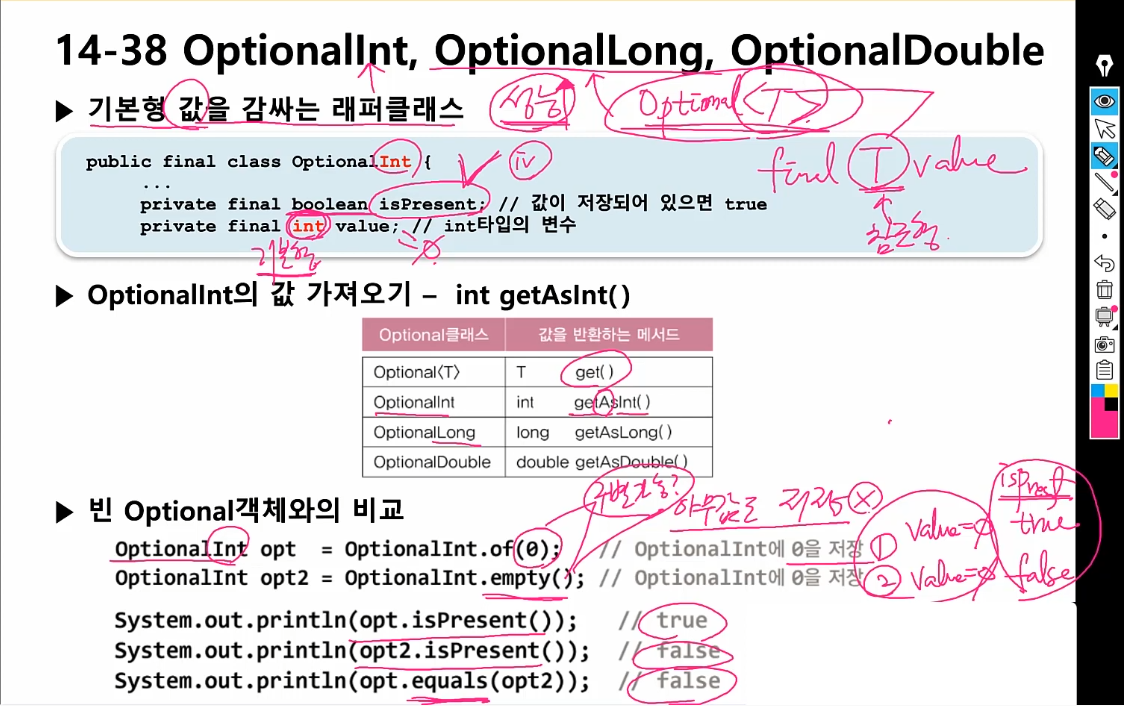 14-38 OptionalInt, OptionalLong, OptionalDouble
▶ 기본형 값을 감싸는 래퍼클래스
성능
Optional<T>
public final class OptionalInt {
iv
final T value
...
private final boolean isPresent; // 값이 저장되어 있으면 true
private final int value; // int타입의 변수
=0
참조형
기본형
▶ OptionalInt의 값 가져오기 – int getAsInt()
Optional클래스 값을 반환하는 메서드
Optional<T> T get()
OptionalInt int getAsInt()
OptionalLong long getAsLong()
OptionalDouble double getAsDouble()
구별가능?
isPresent
▶ 빈 Optional객체와의 비교
아무값도 저장 X
OptionalInt opt = OptionalInt.of(0); // OptionalInt에 0을 저장
① value=0 true
OptionalInt opt2 = OptionalInt.empty(); // OptionalInt에 0을 저장
② value=0 false
System.out.println(opt.isPresent()); // true
System.out.println(opt2.isPresent()); // false
System.out.println(opt.equals(opt2)); // false